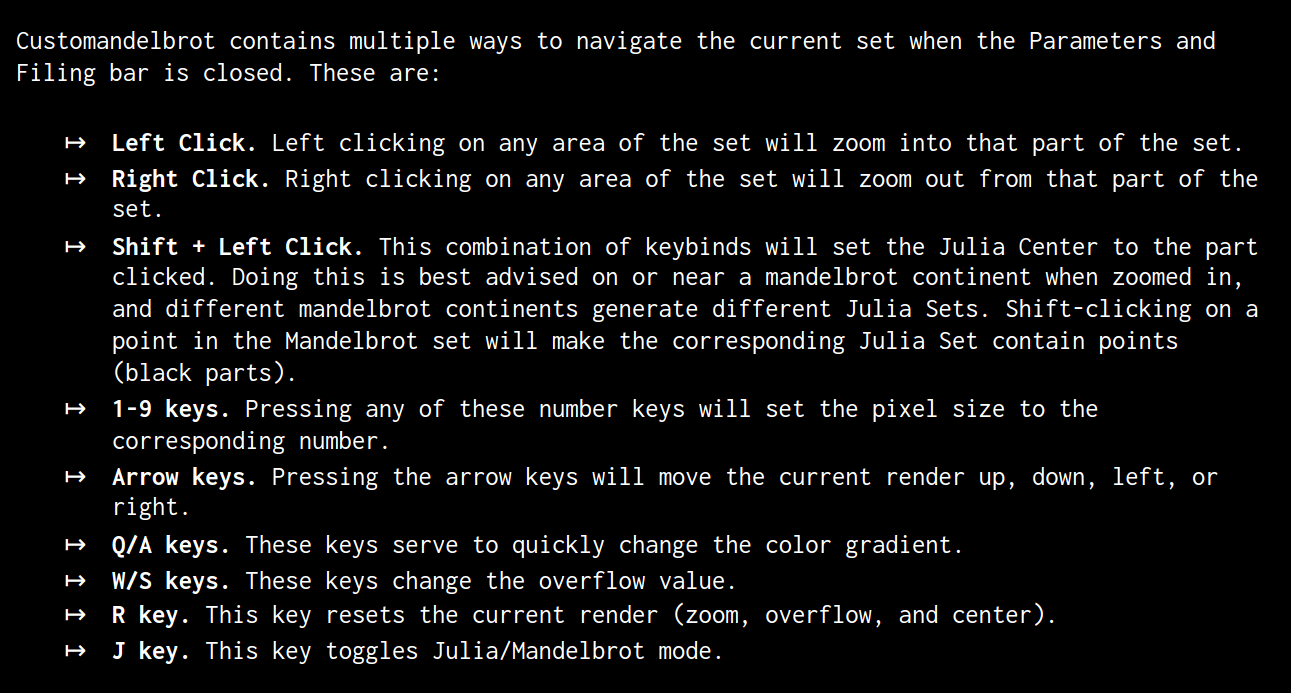 Customandelbrot contains multiple ways to navigate the current set when the Parameters and
Filing bar is closed. These are:
↦ Left Click. Left clicking on any area of the set will zoom into that part of the set.
↦ Right Click. Right clicking on any area of the set will zoom out from that part of the
set.
↦ Shift + Left Click. This combination of keybinds will set the Julia Center to the part
clicked. Doing this is best advised on or near a mandelbrot continent when zoomed in,
and different mandelbrot continents generate different Julia Sets. Shift-clicking on a
point in the Mandelbrot set will make the corresponding Julia Set contain points
(black parts).
↦ 1-9 keys. Pressing any of these number keys will set the pixel size to the
corresponding number.
↦ Arrow keys. Pressing the arrow keys will move the current render up, down, left, or
right.
↦ Q/A keys. These keys serve to quickly change the color gradient.
↦ W/S keys. These keys change the overflow value.
↦ R key. This key resets the current render (zoom, overflow, and center).
↦ J key. This key toggles Julia/Mandelbrot mode.